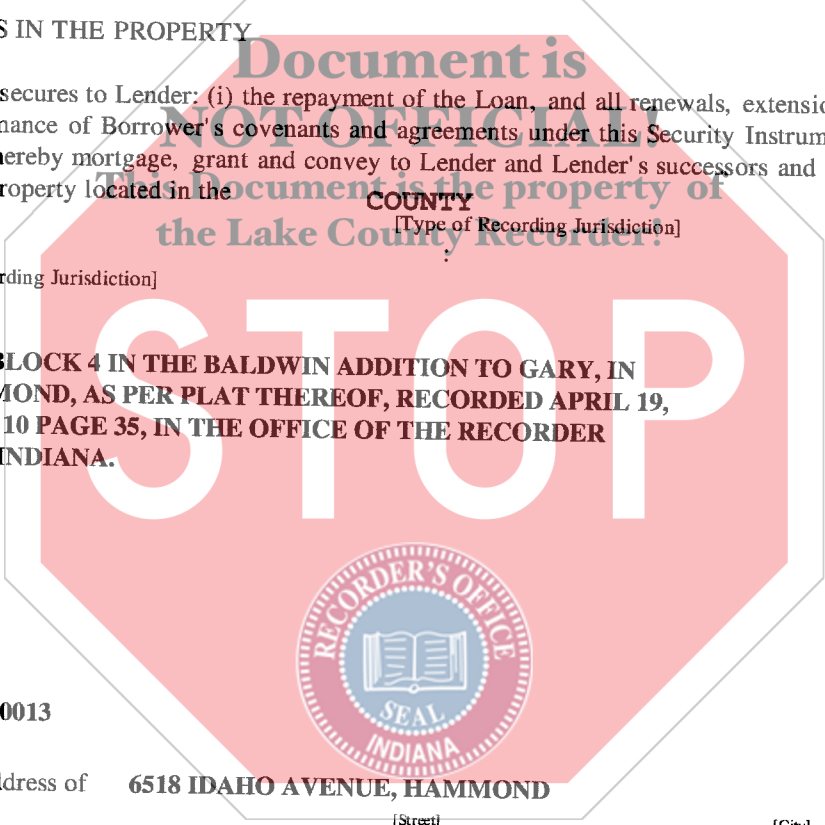 S IN THE PROPERTY
Document is
secures to Lender: (i) the repayment of the Loan, and all renewals, extensio
NOT OFFICIAL!
nance of Borrower's covenants and agreements under this Security Instrum
ereby mortgage, grant and convey to Lender and Lender's successors and
This Document is the property of
roperty located in the
COUNTY
[Type of Recording Jurisdiction]
the Lake County Recorder!
:
rding Jurisdiction]
STOP
BLOCK 4 IN THE BALDWIN ADDITION TO GARY, IN
MOND, AS PER PLAT THEREOF, RECORDED APRIL 19,
10 PAGE 35, IN THE OFFICE OF THE RECORDER
INDIANA.
RECORDER'S OFFICE
SEAL
INDIANA
0013
ddress of 6518 IDAHO AVENUE, HAMMOND
[Street]
[City]